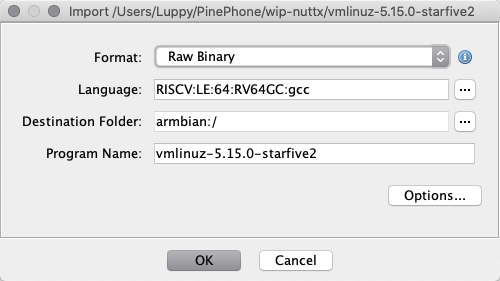 Import /Users/Luppy/PinePhone/wip-nuttx/vmlinuz-5.15.0-starfive2
Format: Raw Binary
Language: RISCV:LE:64:RV64GC:gcc ...
Destination Folder: armbian:/ ...
Program Name: vmlinuz-5.15.0-starfive2
Options...
OK Cancel